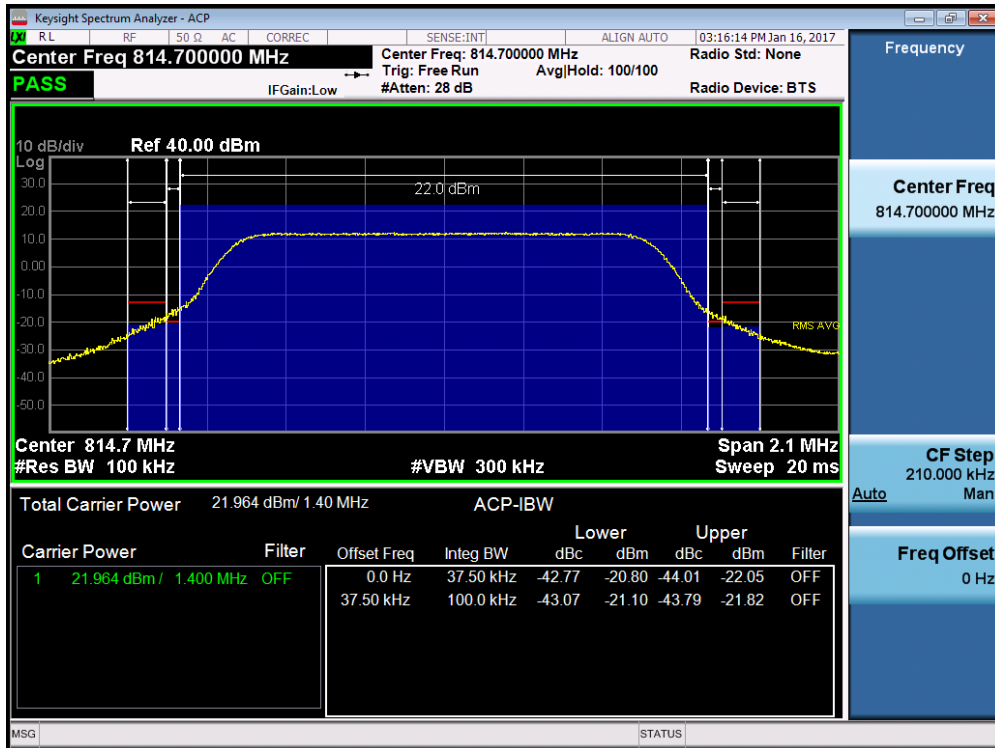 Keysight Spectrum Analyzer - ACP
LXI RL RF 50 Ω AC CORREC SENSE:INT ALIGN AUTO 03:16:14 PM Jan 16, 2017
Center Freq 814.700000 MHz
Center Freq: 814.700000 MHz
Radio Std: None
Trig: Free Run Avg|Hold: 100/100
PASS
IFGain:Low
#Atten: 28 dB
Radio Device: BTS
Frequency
10 dB/div Ref 40.00 dBm
Log
30.0
22.0 dBm
20.0
10.0
0.00
-10.0
-20.0
RMS AVG
-30.0
-40.0
-50.0
Center 814.7 MHz Span 2.1 MHz
#Res BW 100 kHz #VBW 300 kHz Sweep 20 ms
Center Freq
814.700000 MHz
CF Step
210.000 kHz
Auto Man
Freq Offset
0 Hz
Total Carrier Power 21.964 dBm/ 1.40 MHz ACP-IBW
Lower Upper
Carrier Power Filter Offset Freq Integ BW dBc dBm dBc dBm Filter
1 21.964 dBm / 1.400 MHz OFF 0.0 Hz 37.50 kHz -42.77 -20.80 -44.01 -22.05 OFF
37.50 kHz 100.0 kHz -43.07 -21.10 -43.79 -21.82 OFF
MSG STATUS